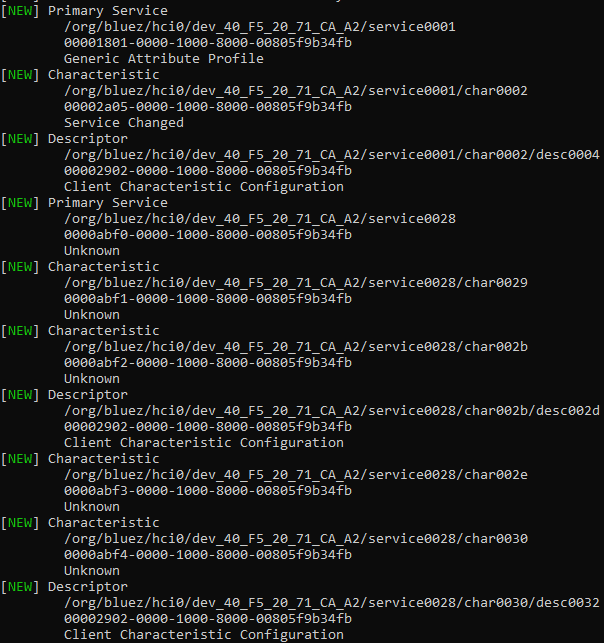 [NEW] Primary Service
/org/bluez/hci0/dev_40_F5_20_71_CA_A2/service0001
00001801-0000-1000-8000-00805f9b34fb
Generic Attribute Profile
[NEW] Characteristic
/org/bluez/hci0/dev_40_F5_20_71_CA_A2/service0001/char0002
00002a05-0000-1000-8000-00805f9b34fb
Service Changed
[NEW] Descriptor
/org/bluez/hci0/dev_40_F5_20_71_CA_A2/service0001/char0002/desc0004
00002902-0000-1000-8000-00805f9b34fb
Client Characteristic Configuration
[NEW] Primary Service
/org/bluez/hci0/dev_40_F5_20_71_CA_A2/service0028
0000abf0-0000-1000-8000-00805f9b34fb
Unknown
[NEW] Characteristic
/org/bluez/hci0/dev_40_F5_20_71_CA_A2/service0028/char0029
0000abf1-0000-1000-8000-00805f9b34fb
Unknown
[NEW] Characteristic
/org/bluez/hci0/dev_40_F5_20_71_CA_A2/service0028/char002b
0000abf2-0000-1000-8000-00805f9b34fb
Unknown
[NEW] Descriptor
/org/bluez/hci0/dev_40_F5_20_71_CA_A2/service0028/char002b/desc002d
00002902-0000-1000-8000-00805f9b34fb
Client Characteristic Configuration
[NEW] Characteristic
/org/bluez/hci0/dev_40_F5_20_71_CA_A2/service0028/char002e
0000abf3-0000-1000-8000-00805f9b34fb
Unknown
[NEW] Characteristic
/org/bluez/hci0/dev_40_F5_20_71_CA_A2/service0028/char0030
0000abf4-0000-1000-8000-00805f9b34fb
Unknown
[NEW] Descriptor
/org/bluez/hci0/dev_40_F5_20_71_CA_A2/service0028/char0030/desc0032
00002902-0000-1000-8000-00805f9b34fb
Client Characteristic Configuration